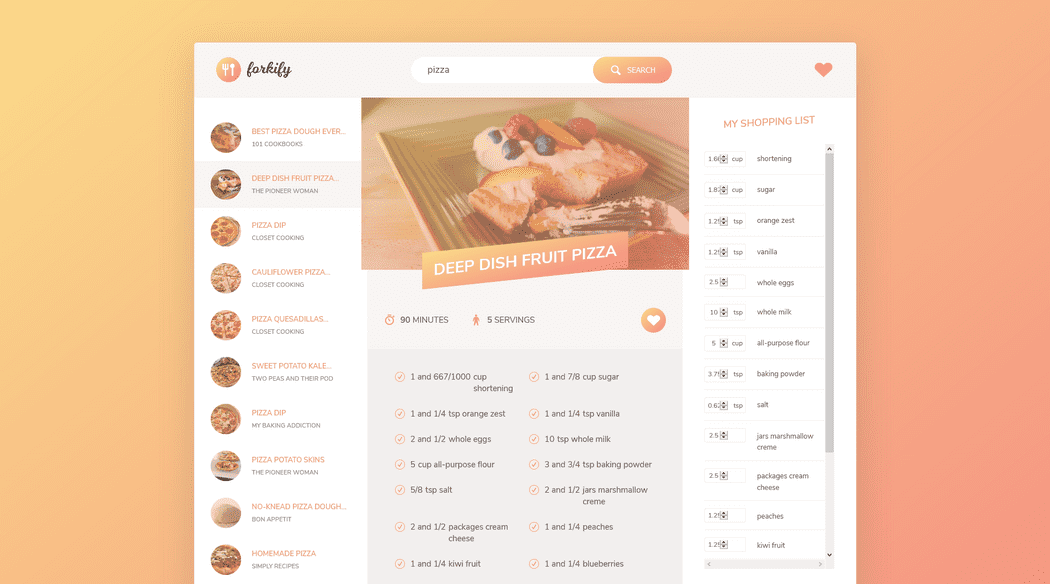 forkify
pizza
SEARCH
BEST PIZZA DOUGH EVER...
101 COOKBOOKS
DEEP DISH FRUIT PIZZA...
THE PIONEER WOMAN
PIZZA DIP
CLOSET COOKING
CAULIFLOWER PIZZA...
CLOSET COOKING
PIZZA QUESADILLAS...
CLOSET COOKING
SWEET POTATO KALE...
TWO PEAS AND THEIR POD
PIZZA DIP
MY BAKING ADDICTION
PIZZA POTATO SKINS
THE PIONEER WOMAN
NO-KNEAD PIZZA DOUGH...
BON APPETIT
HOMEMADE PIZZA
SIMPLY RECIPES
DEEP DISH FRUIT PIZZA
90 MINUTES
5 SERVINGS
1 and 667/1000 cup
shortening
1 and 7/8 cup sugar
1 and 1/4 tsp orange zest
1 and 1/4 tsp vanilla
2 and 1/2 whole eggs
10 tsp whole milk
5 cup all-purpose flour
3 and 3/4 tsp baking powder
5/8 tsp salt
2 and 1/2 jars marshmallow
creme
2 and 1/2 packages cream
cheese
1 and 1/4 peaches
1 and 1/4 kiwi fruit
1 and 1/4 blueberries
MY SHOPPING LIST
1.66 cup shortening
1.87 cup sugar
1.25 tsp orange zest
1.25 tsp vanilla
2.5 whole eggs
10 tsp whole milk
5 cup all-purpose flour
3.75 tsp baking powder
0.62 tsp salt
2.5 jars marshmallow
creme
2.5 packages cream
cheese
1.25 peaches
1.25 kiwi fruit